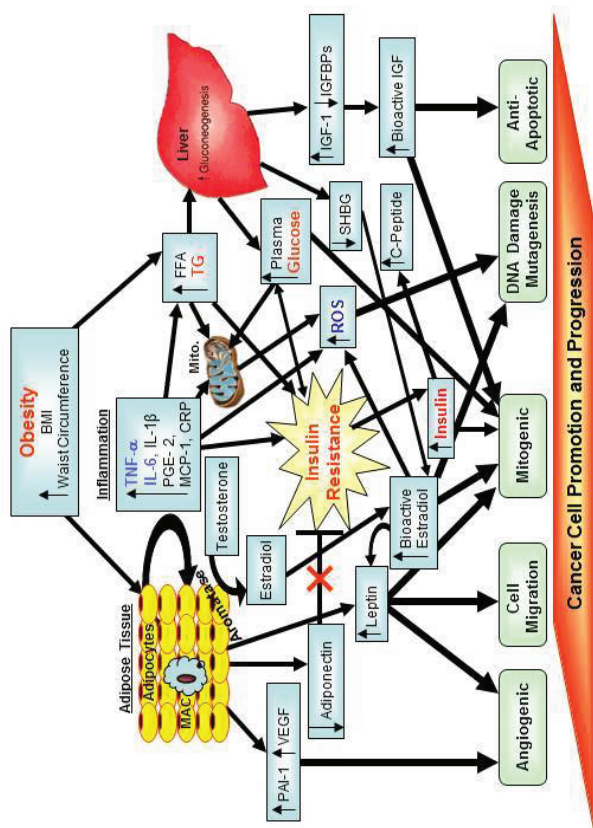 Obesity
BMI
Waist Circumference
Adipose Tissue
Adipocytes
MAC
Aromatase
Inflammation
TNF-α
IL-6, IL-1β
PGE- 2,
MCP-1, CRP
FFA
TG
Liver
Gluconeogenesis
Mito.
Testosterone
Estradiol
Plasma
Glucose
IGF-1 IGFBPs
PAI-1 VEGF
Adiponectin
Insulin
Resistance
ROS
SHBG
Bioactive IGF
Leptin
Bioactive
Estradiol
Insulin
C-Peptide
Angiogenic
Cell
Migration
Mitogenic
DNA Damage
Mutagenesis
Anti-
Apoptotic
Cancer Cell Promotion and Progression